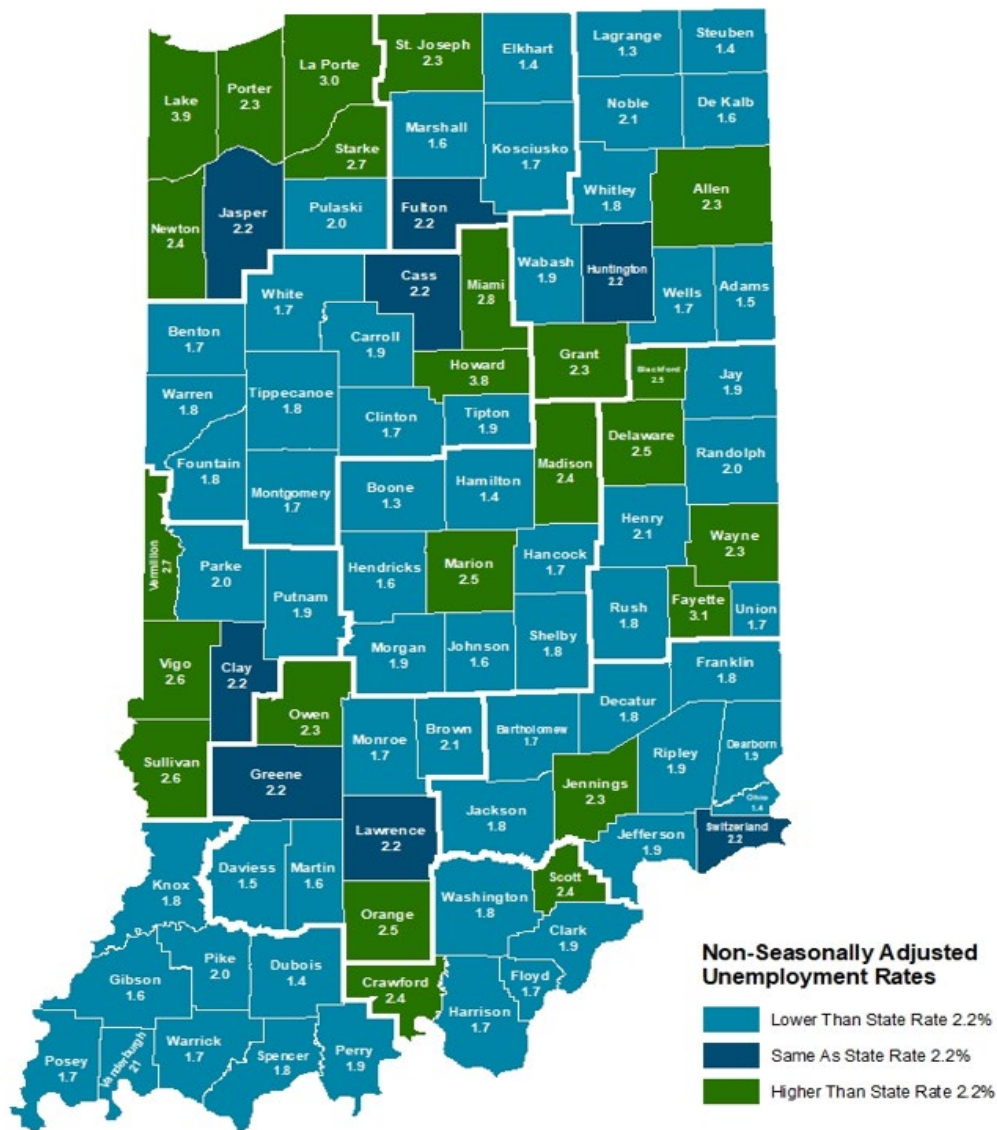 St. Joseph
2.3
Elkhart
1.4
Lagrange
1.3
Steuben
1.4
La Porte
3.0
Lake
3.9
Porter
2.3
Noble
2.1
De Kalb
1.6
Marshall
1.6
Kosciusko
1.7
Starke
2.7
Whitley
1.8
Allen
2.3
Newton
2.4
Jasper
2.2
Pulaski
2.0
Fulton
2.2
Wabash
1.9
Huntington
2.2
Cass
2.2
Miami
2.8
Wells
1.7
Adams
1.5
White
1.7
Benton
1.7
Carroll
1.9
Howard
3.8
Grant
2.3
Blackford
2.5
Jay
1.9
Warren
1.8
Tippecanoe
1.8
Clinton
1.7
Tipton
1.9
Delaware
2.5
Randolph
2.0
Fountain
1.8
Montgomery
1.7
Boone
1.3
Hamilton
1.4
Madison
2.4
Henry
2.1
Wayne
2.3
Vermillion
2.7
Parke
2.0
Putnam
1.9
Hendricks
1.6
Marion
2.5
Hancock
1.7
Rush
1.8
Fayette
3.1
Union
1.7
Vigo
2.6
Clay
2.2
Morgan
1.9
Johnson
1.6
Shelby
1.8
Franklin
1.8
Owen
2.3
Monroe
1.7
Brown
2.1
Bartholomew
1.7
Decatur
1.8
Sullivan
2.6
Greene
2.2
Jennings
2.3
Ripley
1.9
Dearborn
1.9
Ohio
1.4
Lawrence
2.2
Jackson
1.8
Jefferson
1.9
Switzerland
2.2
Knox
1.8
Daviess
1.5
Martin
1.6
Orange
2.5
Washington
1.8
Scott
2.4
Clark
1.9
Gibson
1.6
Pike
2.0
Dubois
1.4
Crawford
2.4
Harrison
1.7
Floyd
1.7
Posey
1.7
Vanderburgh
21
Warrick
1.7
Spencer
1.8
Perry
1.9
Non-Seasonally Adjusted
Unemployment Rates
Lower Than State Rate 2.2%
Same As State Rate 2.2%
Higher Than State Rate 2.2%